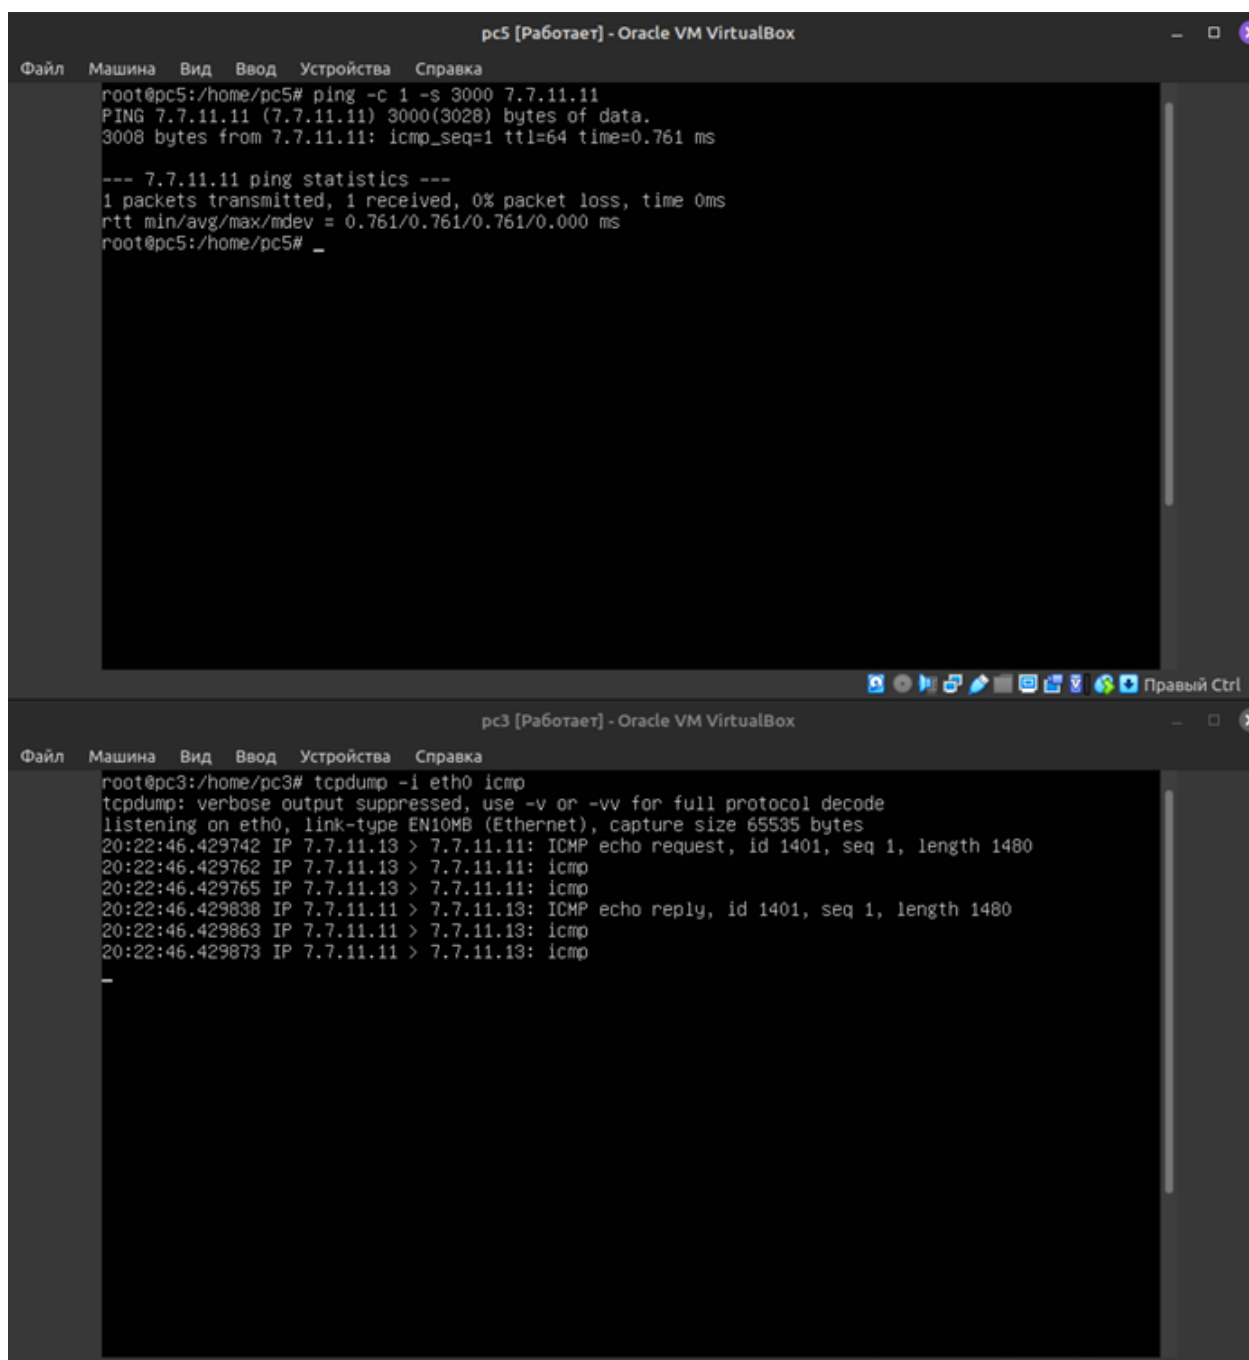 pc5 [Работает] - Oracle VM VirtualBox
Файл Машина Вид Ввод Устройства Справка
root@pc5:/home/pc5# ping -c 1 -s 3000 7.7.11.11
PING 7.7.11.11 (7.7.11.11) 3000(3028) bytes of data.
3008 bytes from 7.7.11.11: icmp_seq=1 ttl=64 time=0.761 ms
--- 7.7.11.11 ping statistics ---
1 packets transmitted, 1 received, 0% packet loss, time 0ms
rtt min/avg/max/mdev = 0.761/0.761/0.761/0.000 ms
root@pc5:/home/pc5# _
Правый Ctrl
pc3 [Работает] - Oracle VM VirtualBox
Файл Машина Вид Ввод Устройства Справка
root@pc3:/home/pc3# tcpdump -i eth0 icmp
tcpdump: verbose output suppressed, use -v or -vv for full protocol decode
listening on eth0, link-type EN10MB (Ethernet), capture size 65535 bytes
20:22:46.429742 IP 7.7.11.13 > 7.7.11.11: ICMP echo request, id 1401, seq 1, length 1480
20:22:46.429762 IP 7.7.11.13 > 7.7.11.11: icmp
20:22:46.429765 IP 7.7.11.13 > 7.7.11.11: icmp
20:22:46.429838 IP 7.7.11.11 > 7.7.11.13: ICMP echo reply, id 1401, seq 1, length 1480
20:22:46.429863 IP 7.7.11.11 > 7.7.11.13: icmp
20:22:46.429873 IP 7.7.11.11 > 7.7.11.13: icmp
_